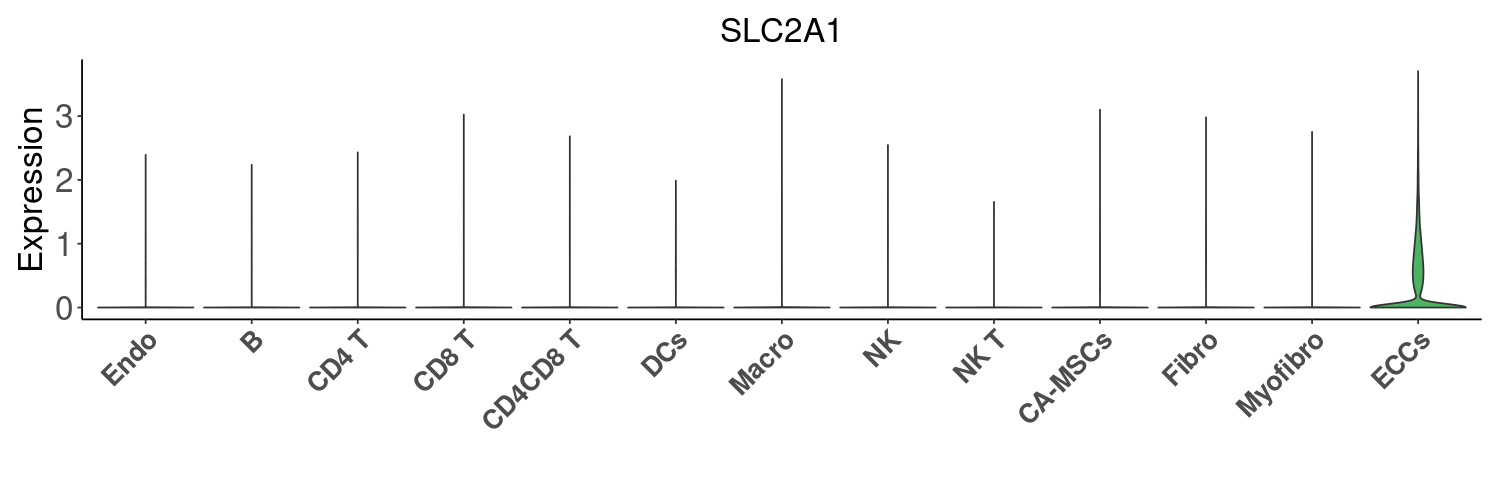 SLC2A1
Expression
3
2
1
0
Endo
B
CD4 T
CD8 T
CD4CD8 T
DCs
Macro
NK
NK T
CA-MSCs
Fibro
Myofibro
ECCs